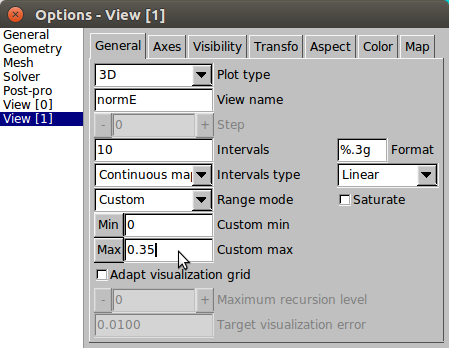 Options - View [1]
General
Geometry
Mesh
Solver
Post-pro
View [0]
View [1]
General Axes Visibility Transfo Aspect Color Map
3D Plot type
normE View name
- 0 + Step
10 Intervals %.3g Format
Continuous map Intervals type Linear
Custom Range mode Saturate
Min 0 Custom min
Max 0.35 Custom max
Adapt visualization grid
- 0 + Maximum recursion level
0.0100 Target visualization error